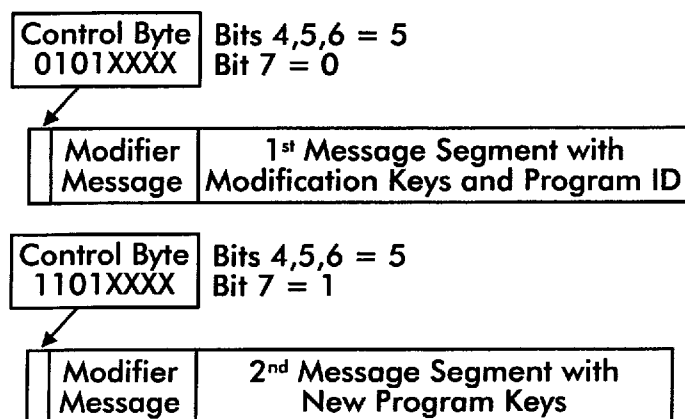 Control Byte
0101XXXX
Bits 4,5,6 = 5
Bit 7 = 0
Modifier
Message
1st Message Segment with
Modification Keys and Program ID
Control Byte
1101XXXX
Bits 4,5,6 = 5
Bit 7 = 1
Modifier
Message
2nd Message Segment with
New Program Keys